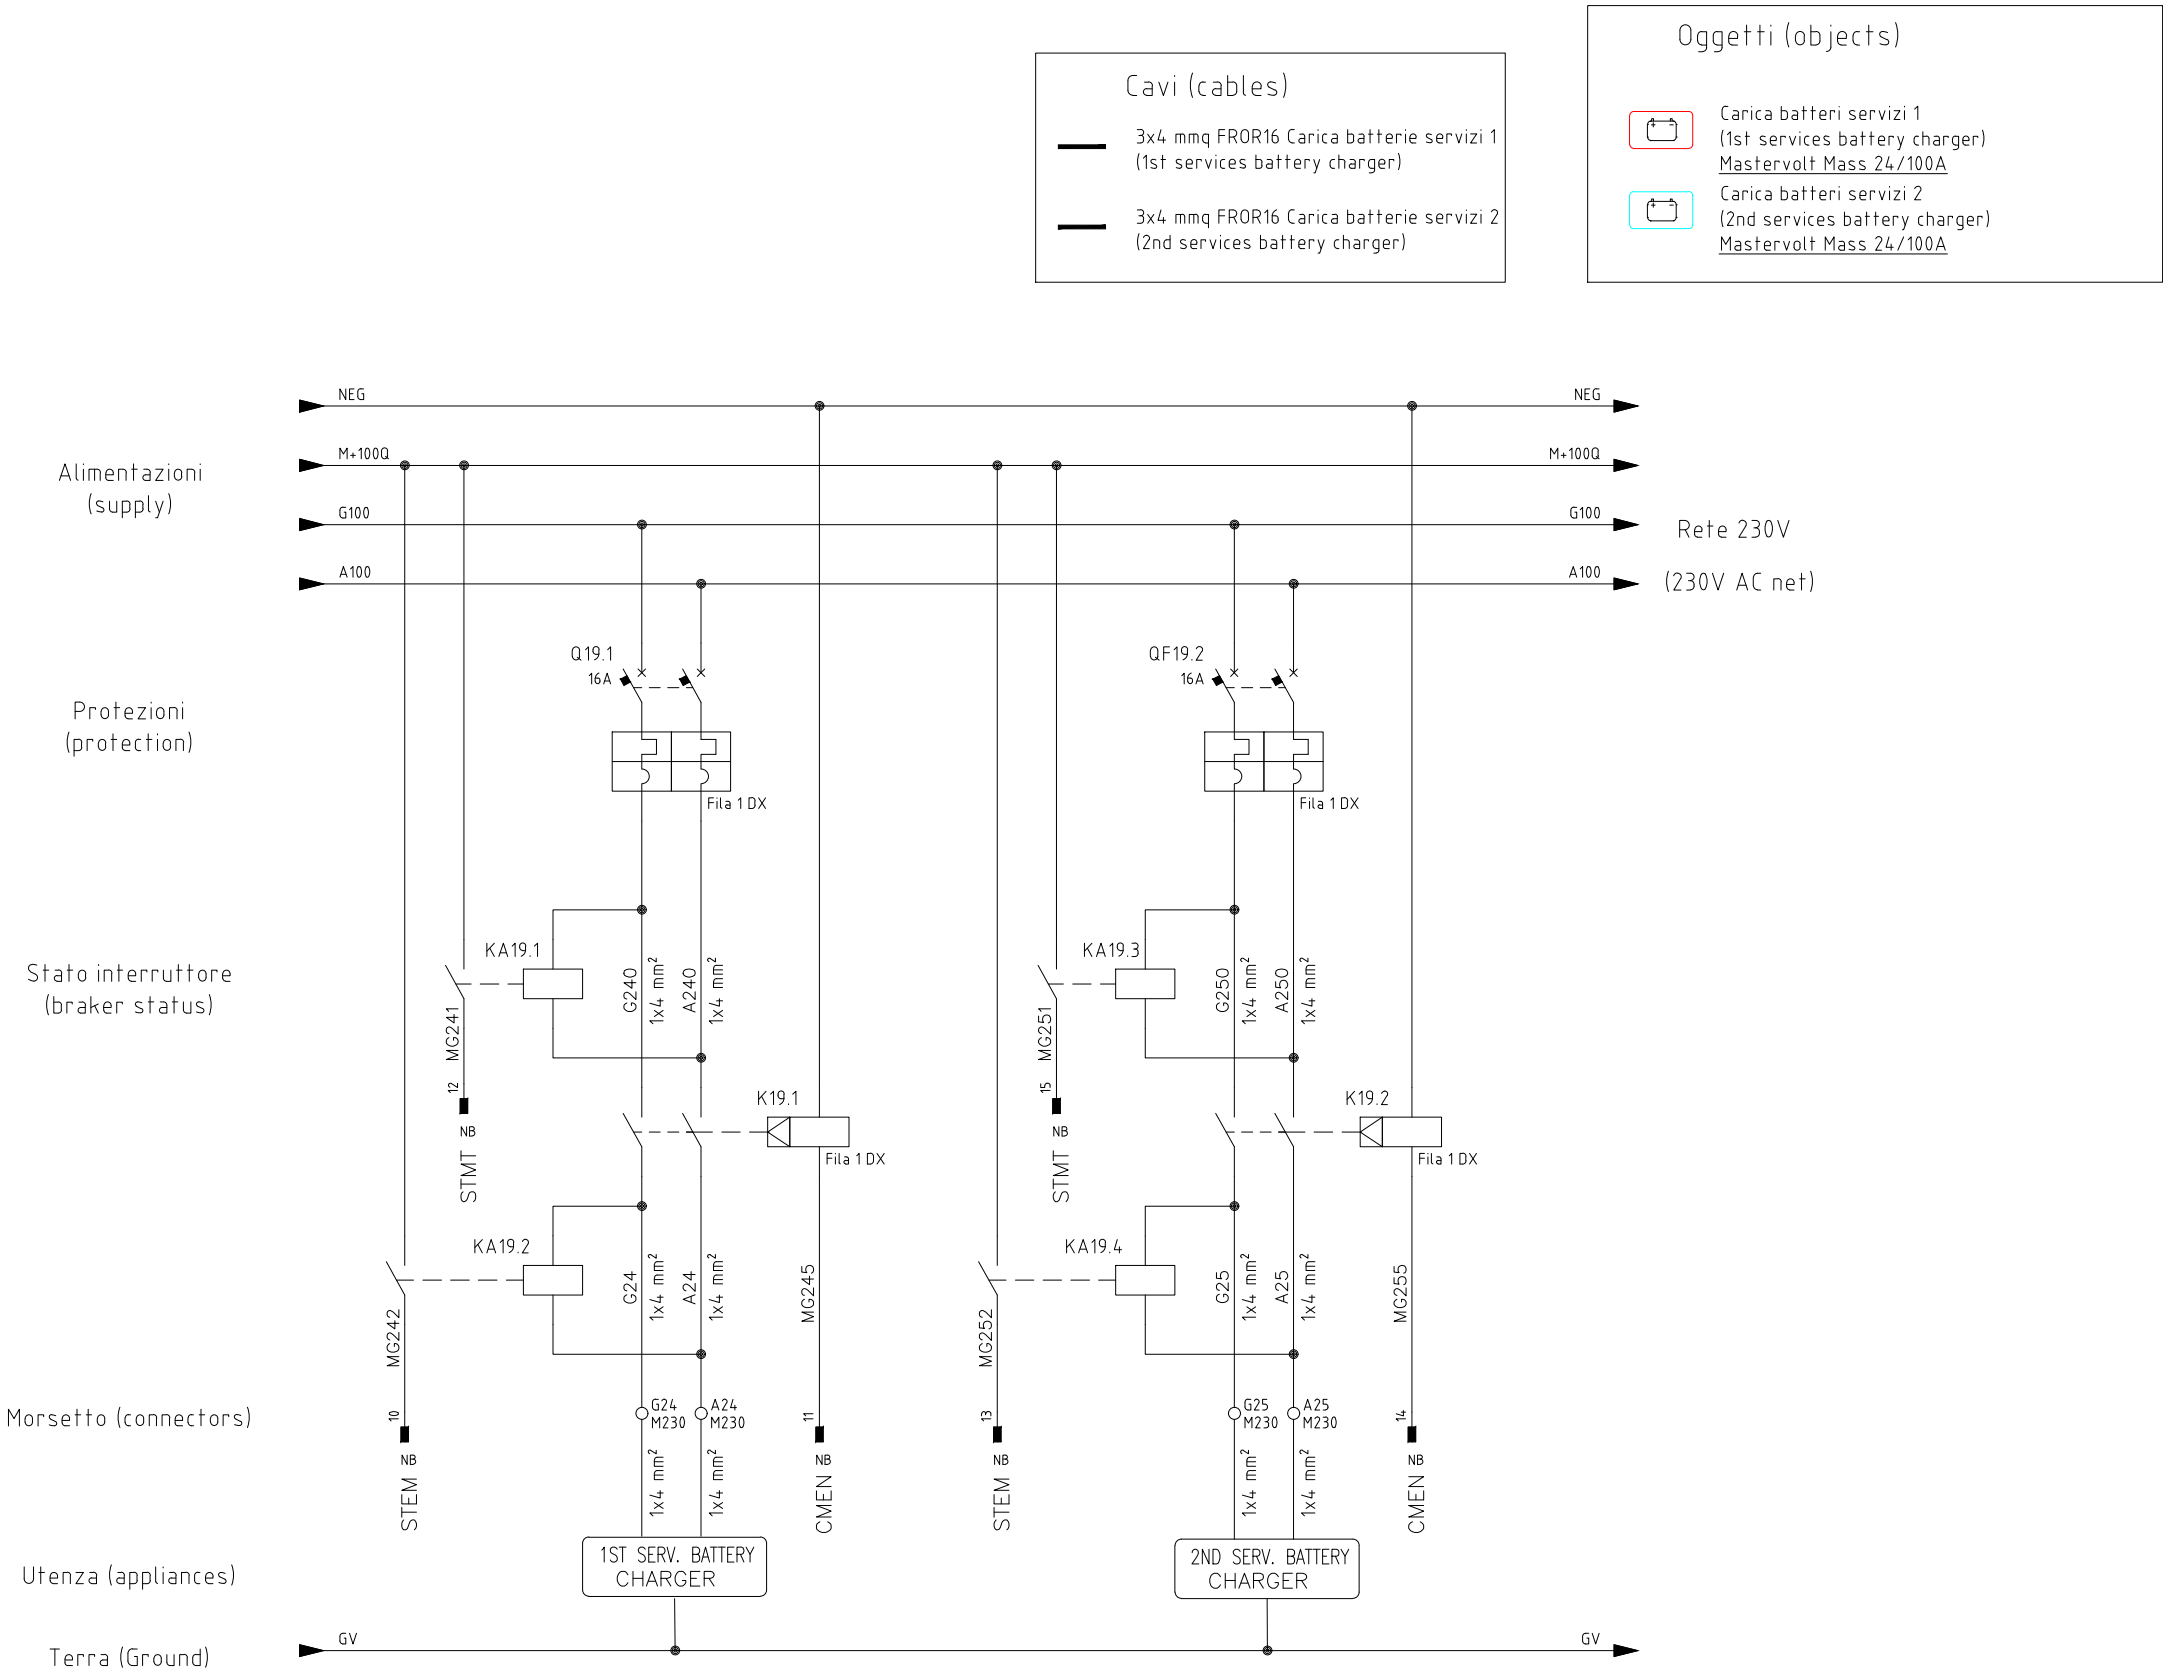 Cavi (cables)
3x4 mmq FROR16 Carica batterie servizi 1
(1st services battery charger)
3x4 mmq FROR16 Carica batterie servizi 2
(2nd services battery charger)
Oggetti (objects)
Carica batteri servizi 1
(1st services battery charger)
Mastervolt Mass 24/100A
Carica batteri servizi 2
(2nd services battery charger)
Mastervolt Mass 24/100A
NEG
NEG
Alimentazioni
(supply)
M+100Q
M+100Q
G100
G100
A100
A100
Rete 230V
(230V AC net)
Protezioni
(protection)
Q19.1
16A
Fila 1 DX
QF19.2
16A
Fila 1 DX
Stato interruttore
(braker status)
KA19.1
MG241
12
NB
STMT
G240
1x4 mm²
A240
1x4 mm²
K19.1
Fila 1 DX
KA19.3
MG251
15
NB
STMT
G250
1x4 mm²
A250
1x4 mm²
K19.2
Fila 1 DX
KA19.2
MG242
G24
1x4 mm²
A24
1x4 mm²
MG245
KA19.4
MG252
G25
1x4 mm²
A25
1x4 mm²
MG255
Morsetto (connectors)
10
NB
STEM
G24
M230
A24
M230
1x4 mm²
1x4 mm²
11
NB
CMEN
13
NB
STEM
G25
M230
A25
M230
1x4 mm²
1x4 mm²
14
NB
CMEN
Utenza (appliances)
1ST SERV. BATTERY
CHARGER
2ND SERV. BATTERY
CHARGER
Terra (Ground)
GV
GV